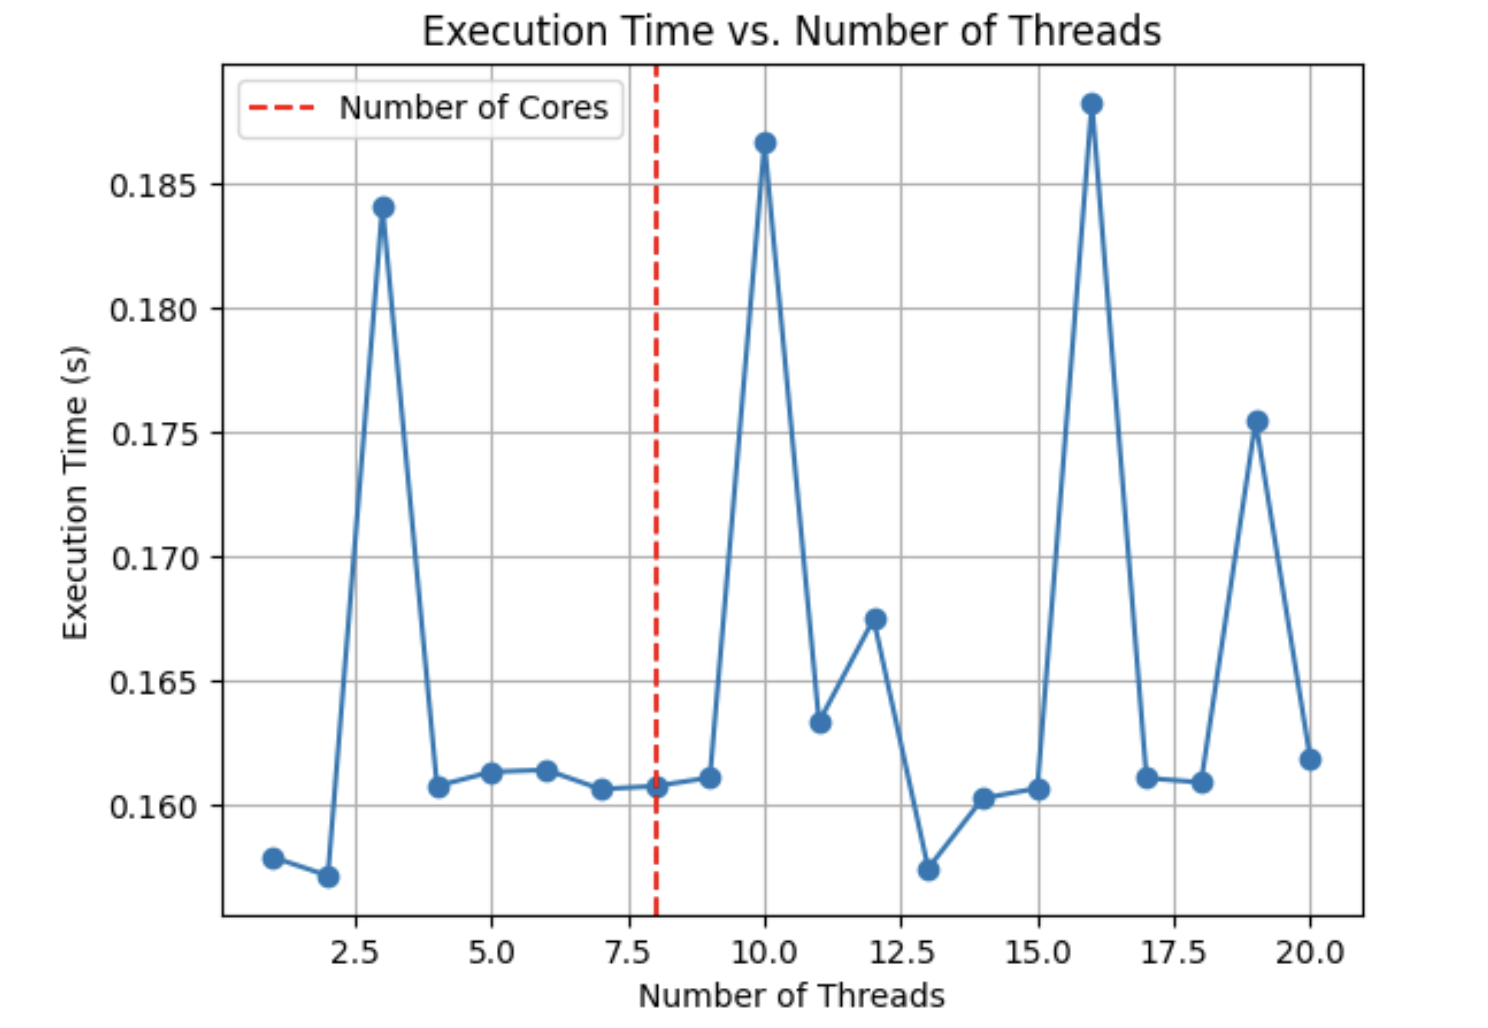 Execution Time vs. Number of Threads
Number of Cores
Execution Time (s)
0.185
0.180
0.175
0.170
0.165
0.160
2.5 5.0 7.5 10.0 12.5 15.0 17.5 20.0
Number of Threads